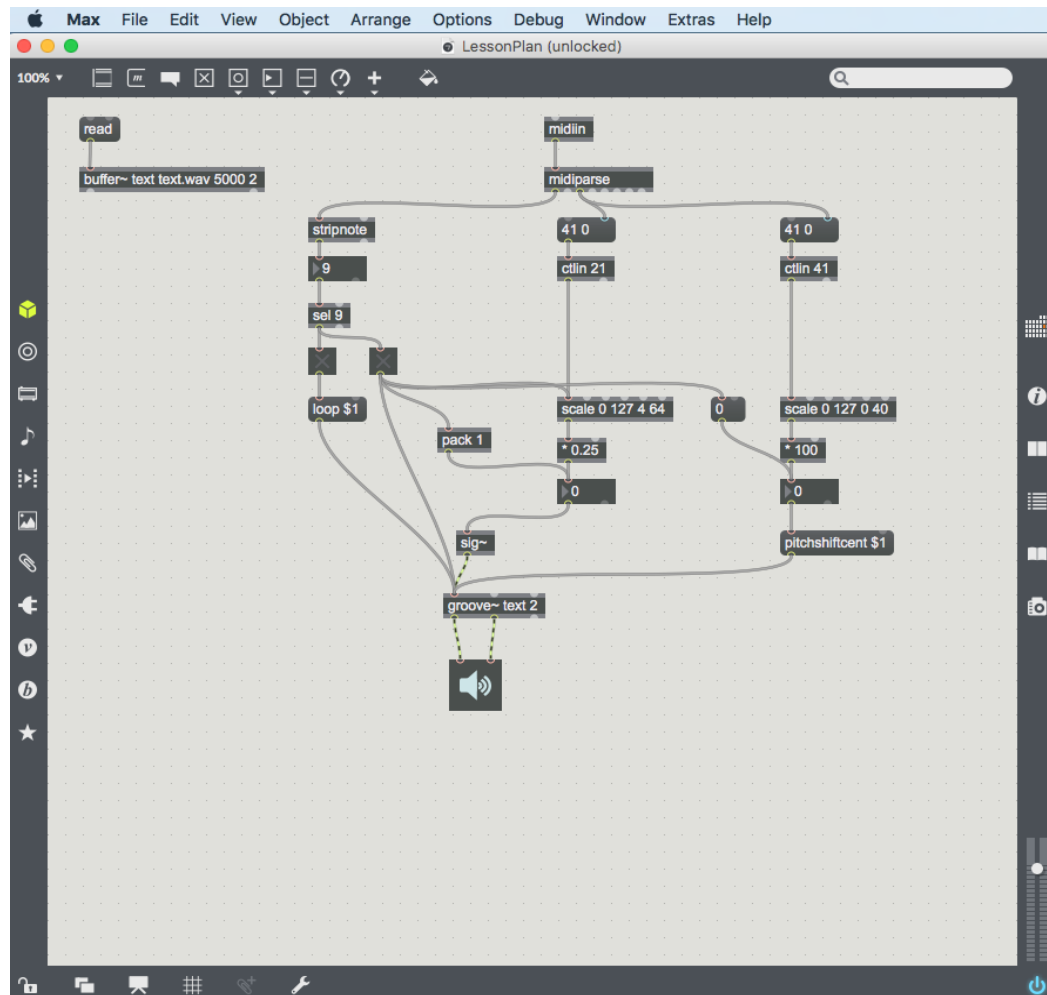 Max File Edit View Object Arrange Options Debug Window Extras Help
LessonPlan (unlocked)
100%
m
read
midiin
buffer~ text text.wav 5000 2
midiparse
stripnote
41 0
41 0
9
ctlin 21
ctlin 41
sel 9
loop $1
scale 0 127 4 64
0
scale 0 127 0 40
pack 1
* 0.25
* 100
0
0
sig~
pitchshiftcent $1
groove~ text 2
i
v
b